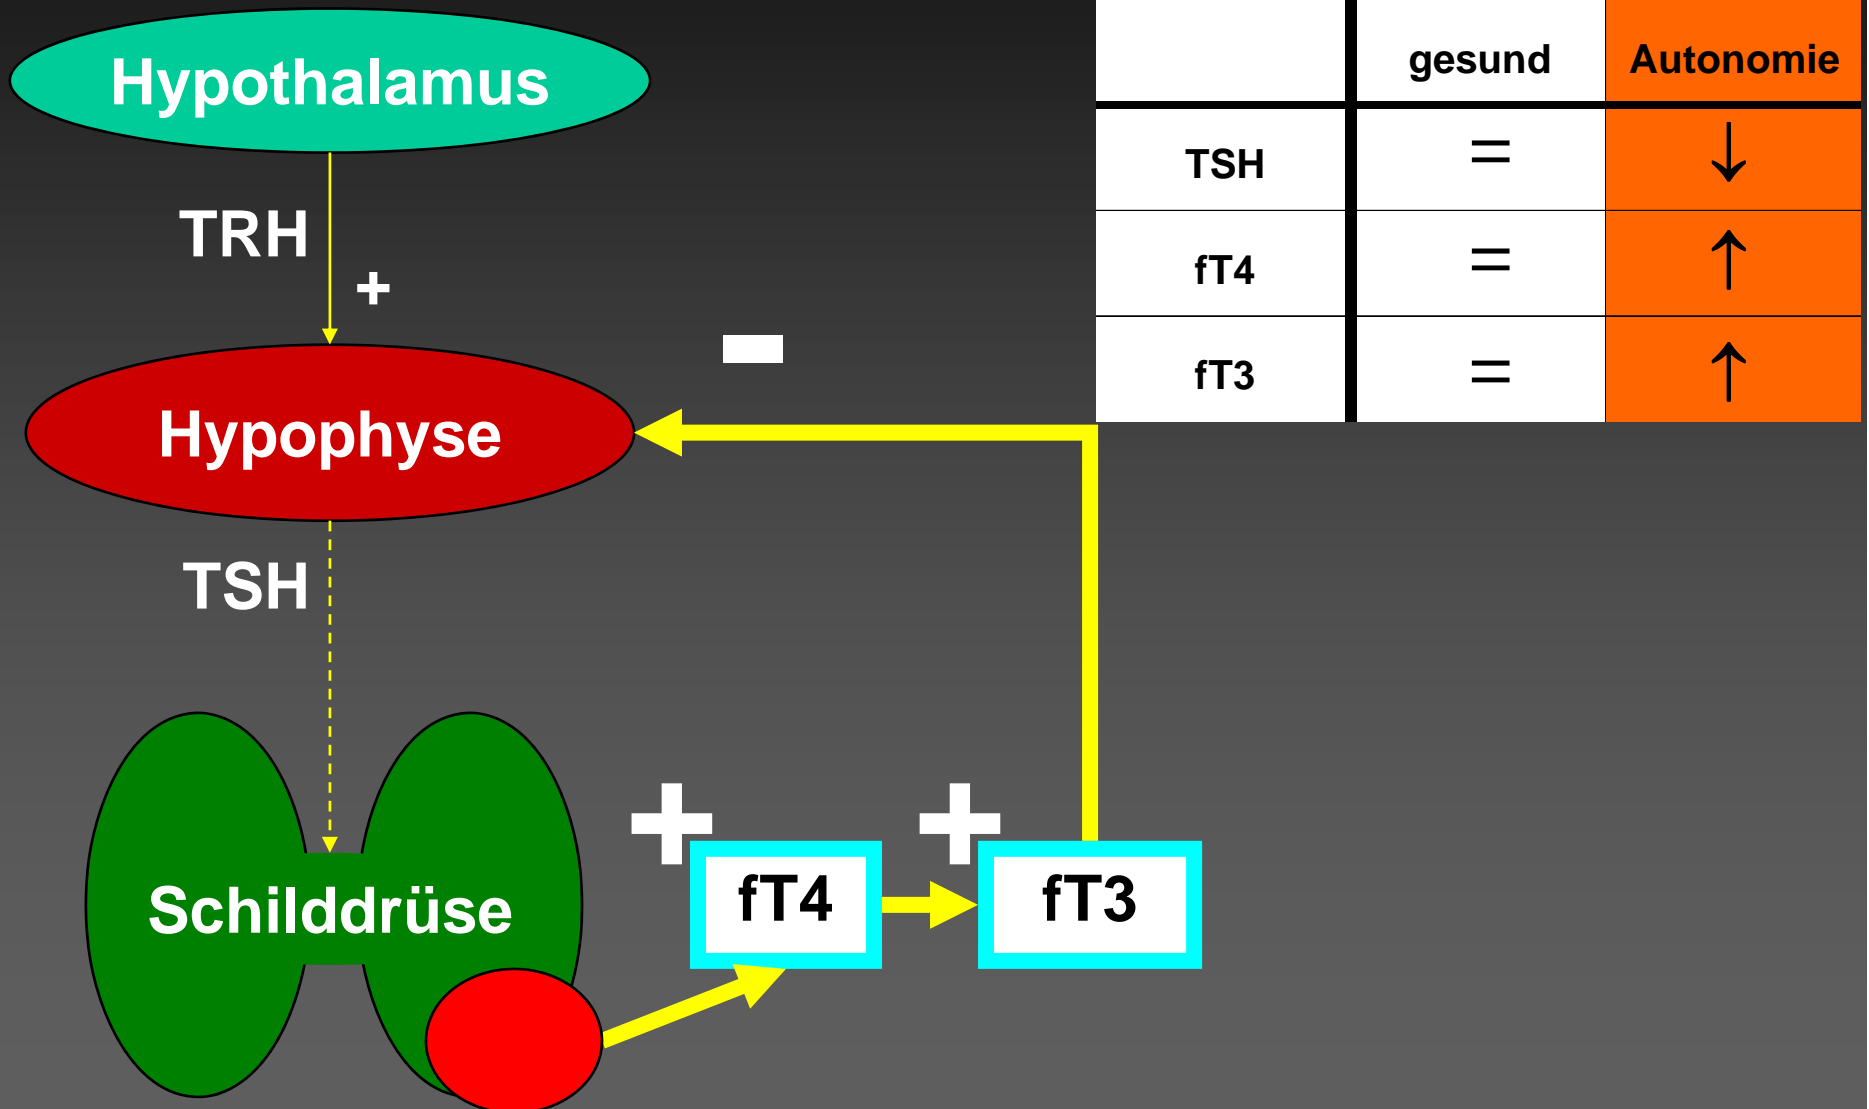 Hypothalamus
TRH
+
Hypophyse
-
TSH
Schilddrüse
+
fT4
+
fT3
gesund Autonomie
TSH = ↓
fT4 = ↑
fT3 = ↑